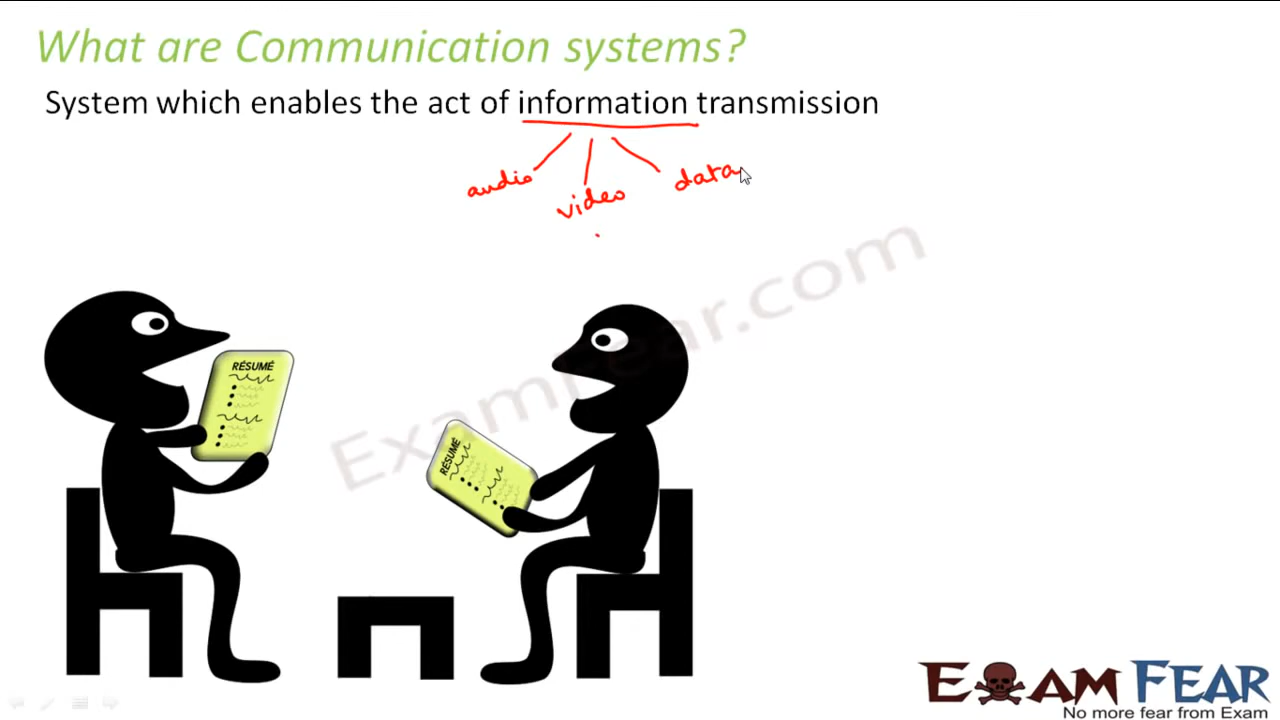 What are Communication systems?
System which enables the act of information transmission
audio video data
ExamFear.com
RÉSUMÉ
RÉSUMÉ
EXAM FEAR
No more fear from Exam